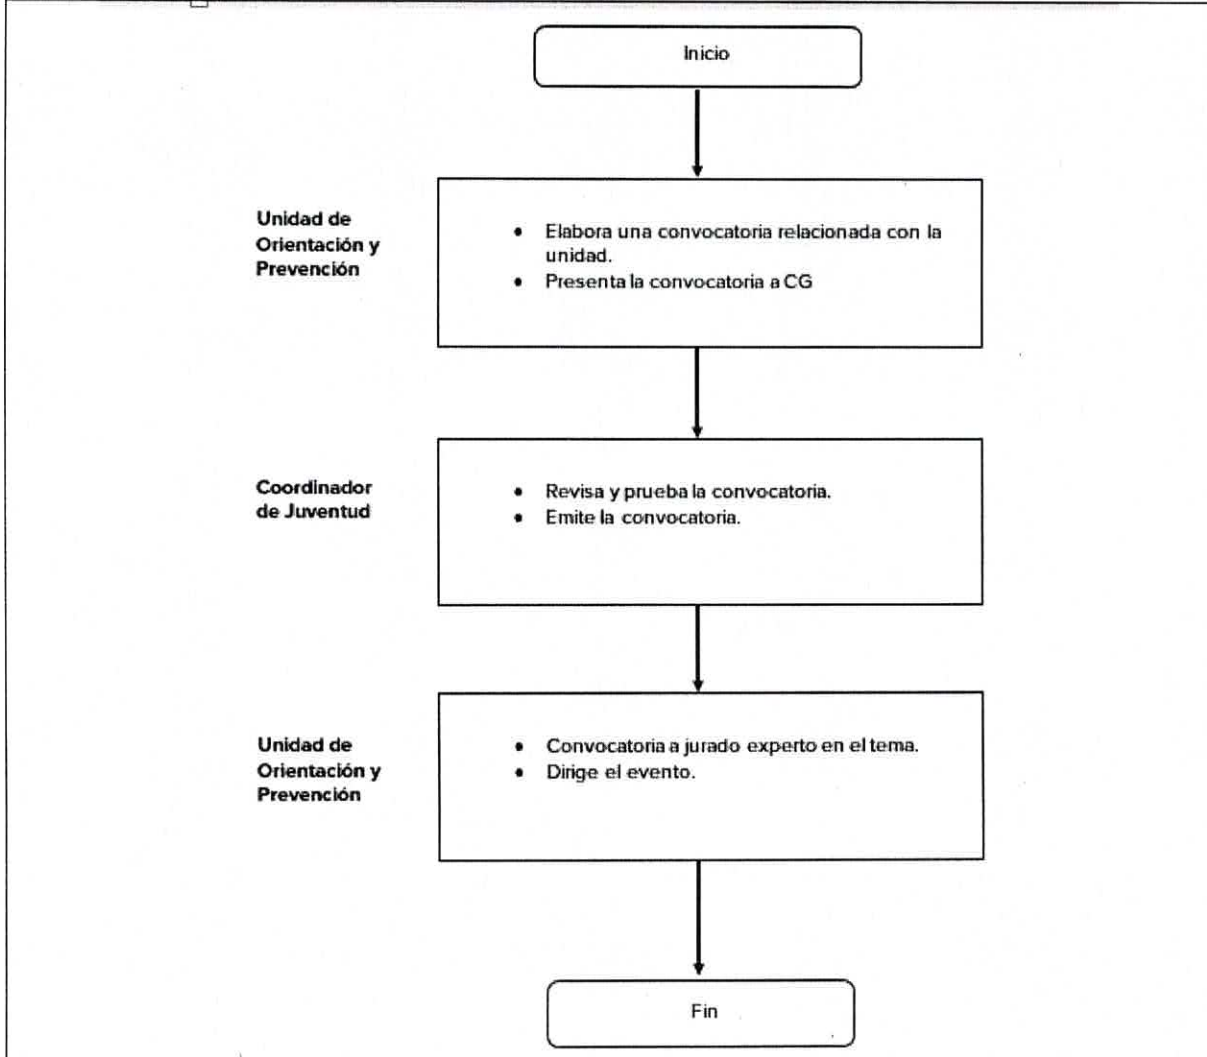 Inicio
Unidad de
Orientación y
Prevención
• Elabora una convocatoria relacionada con la
unidad.
• Presenta la convocatoria a CG
Coordinador
de Juventud
• Revisa y prueba la convocatoria.
• Emite la convocatoria.
Unidad de
Orientación y
Prevención
• Convocatoria a jurado experto en el tema.
• Dirige el evento.
Fin